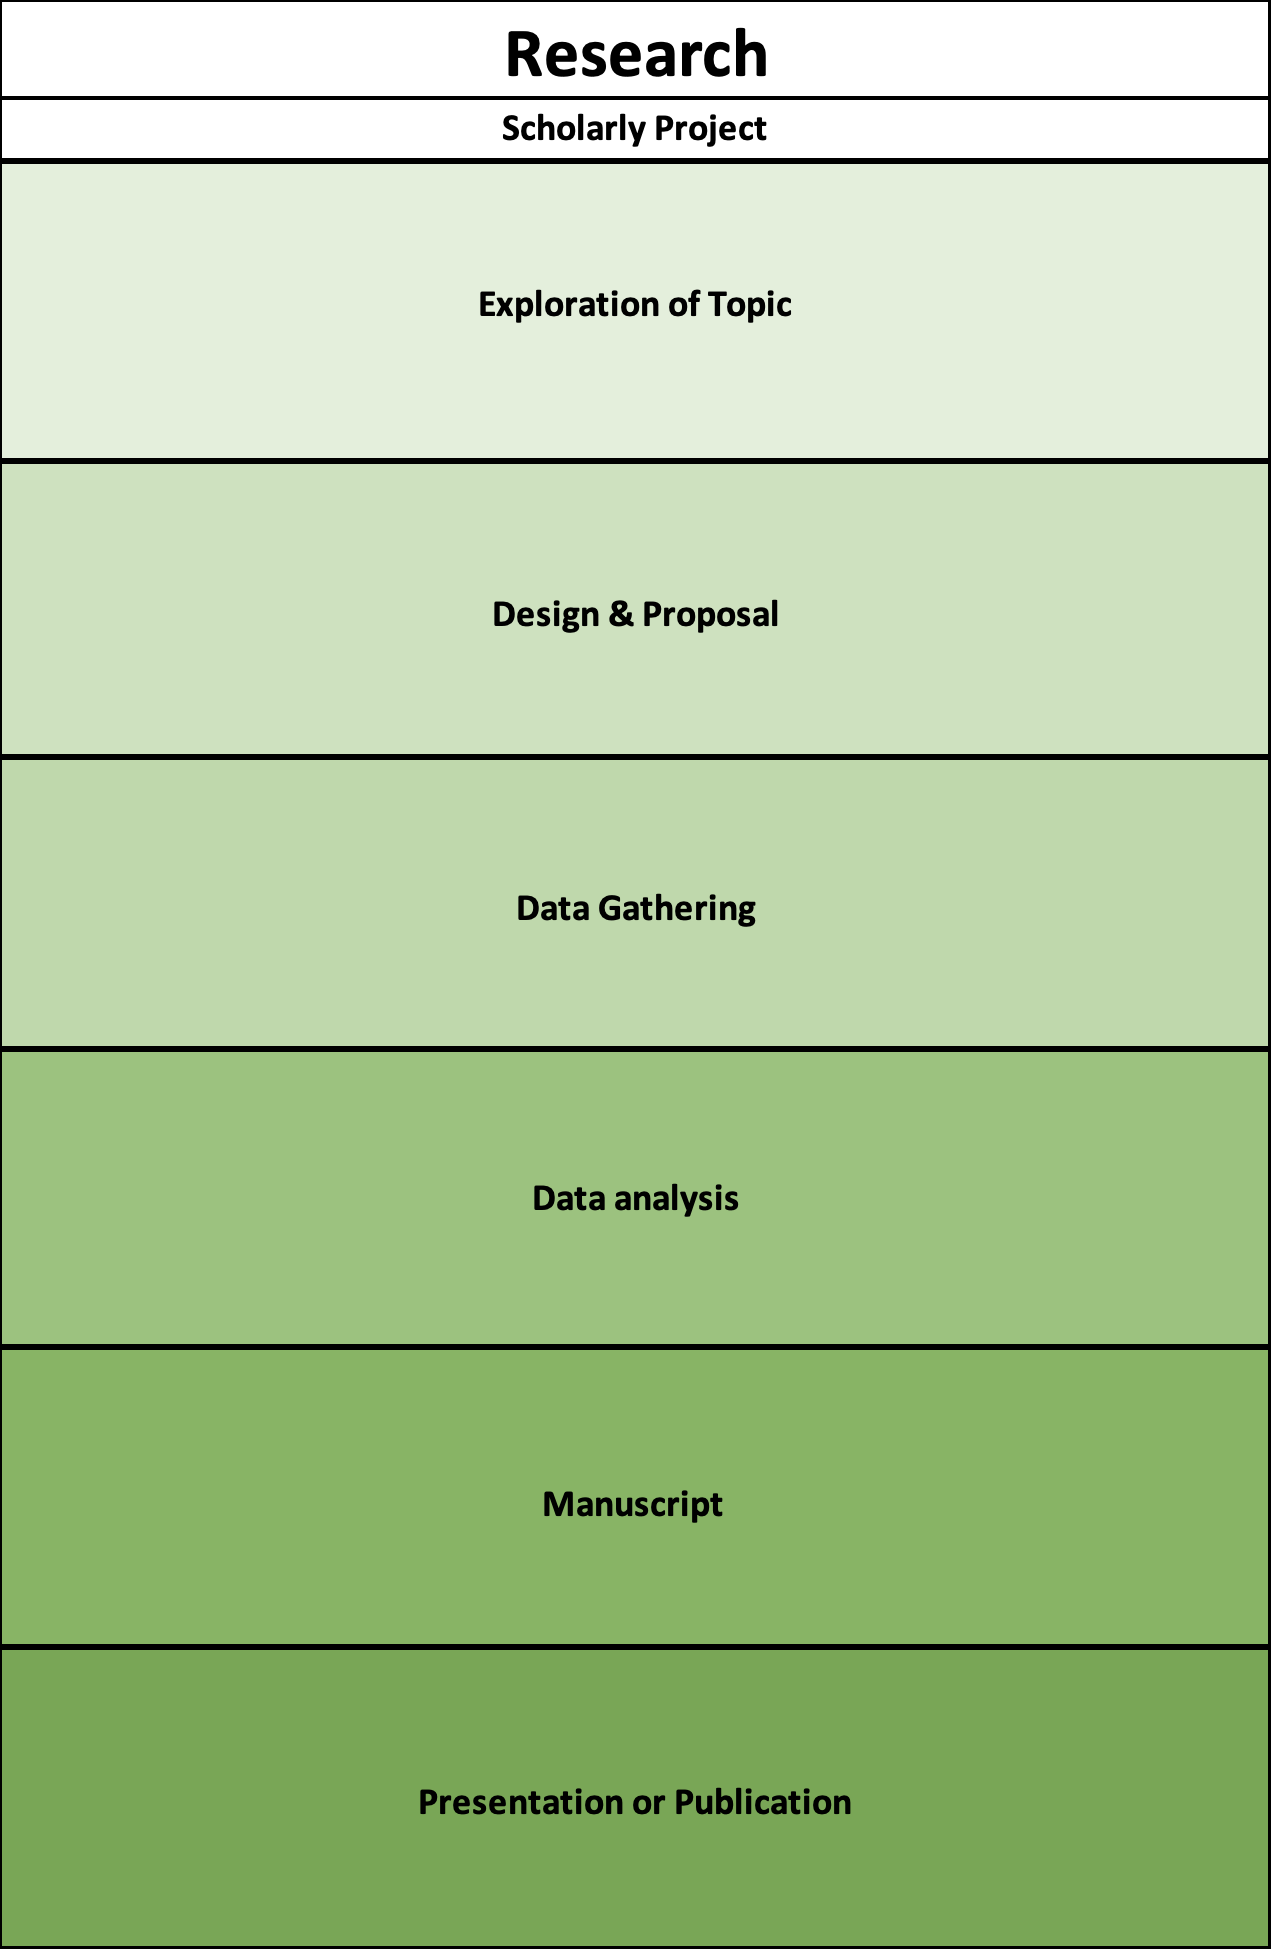 Research
Scholarly Project
Exploration of Topic
Design & Proposal
Data Gathering
Data analysis
Manuscript
Presentation or Publication